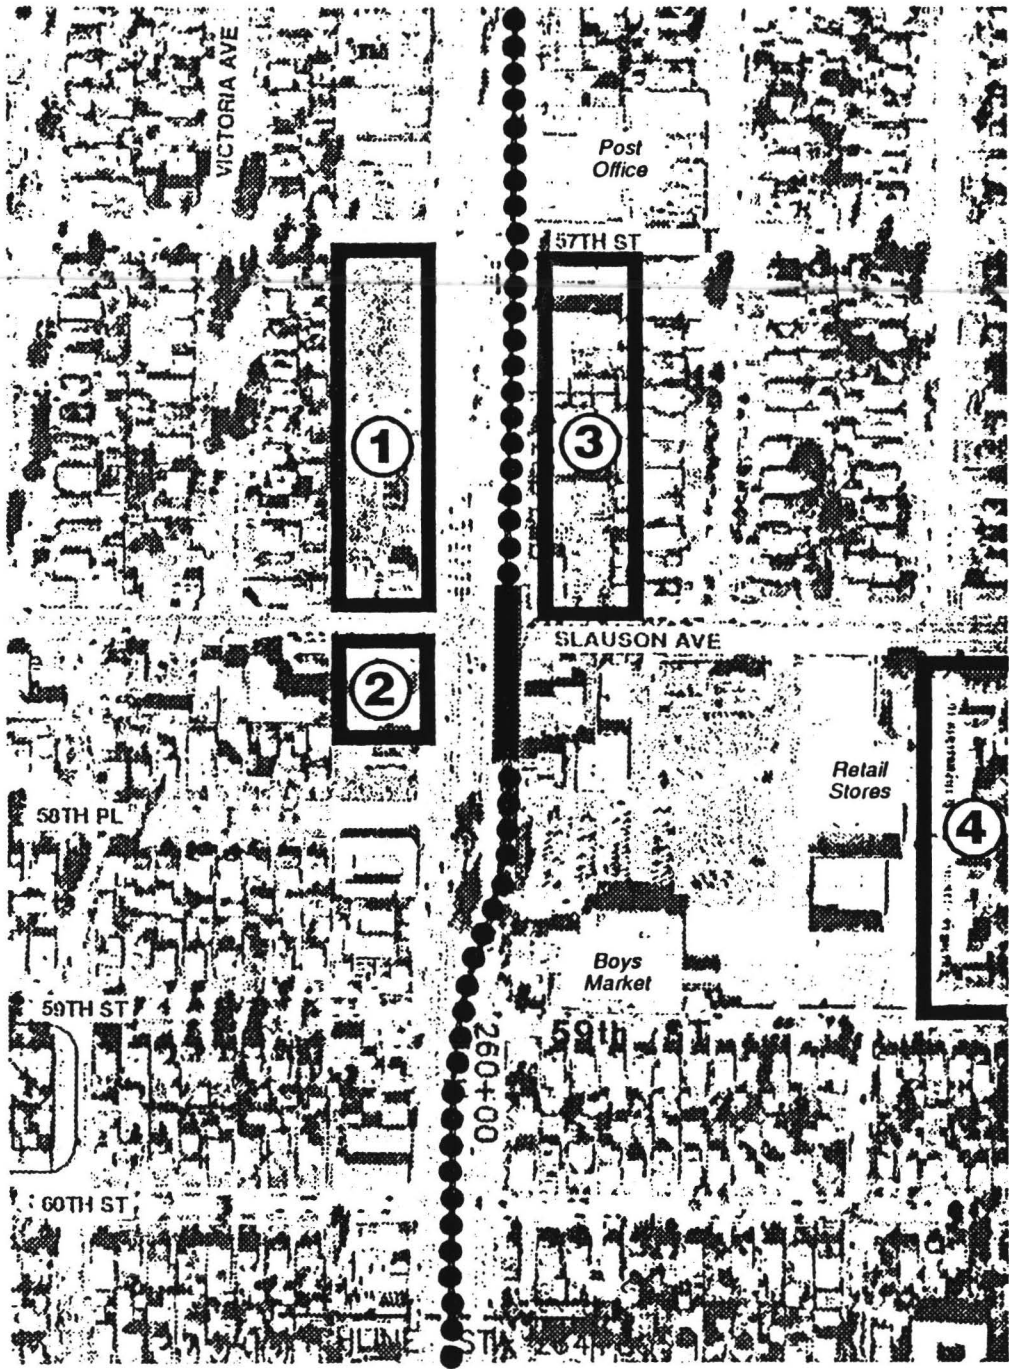 VICTORIA AVE
Post
Office
57TH ST
1
3
SLAUSON AVE
2
Retail
Stores
58TH PL
4
Boys
Market
59TH ST
59th ST
260+00
60TH ST